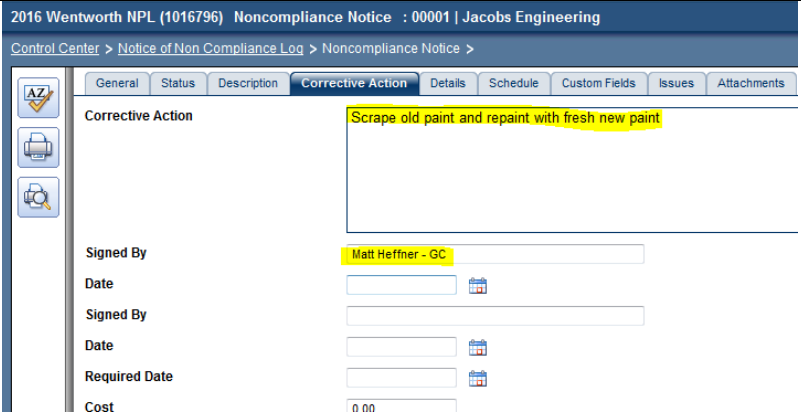 2016 Wentworth NPL (1016796) Noncompliance Notice : 00001 | Jacobs Engineering
Control Center > Notice of Non Compliance Log > Noncompliance Notice >
General Status Description Corrective Action Details Schedule Custom Fields Issues Attachments
AZ
Corrective Action Scrape old paint and repaint with fresh new paint
Signed By Matt Heffner - GC
Date
Signed By
Date
Required Date
Cost 0.00